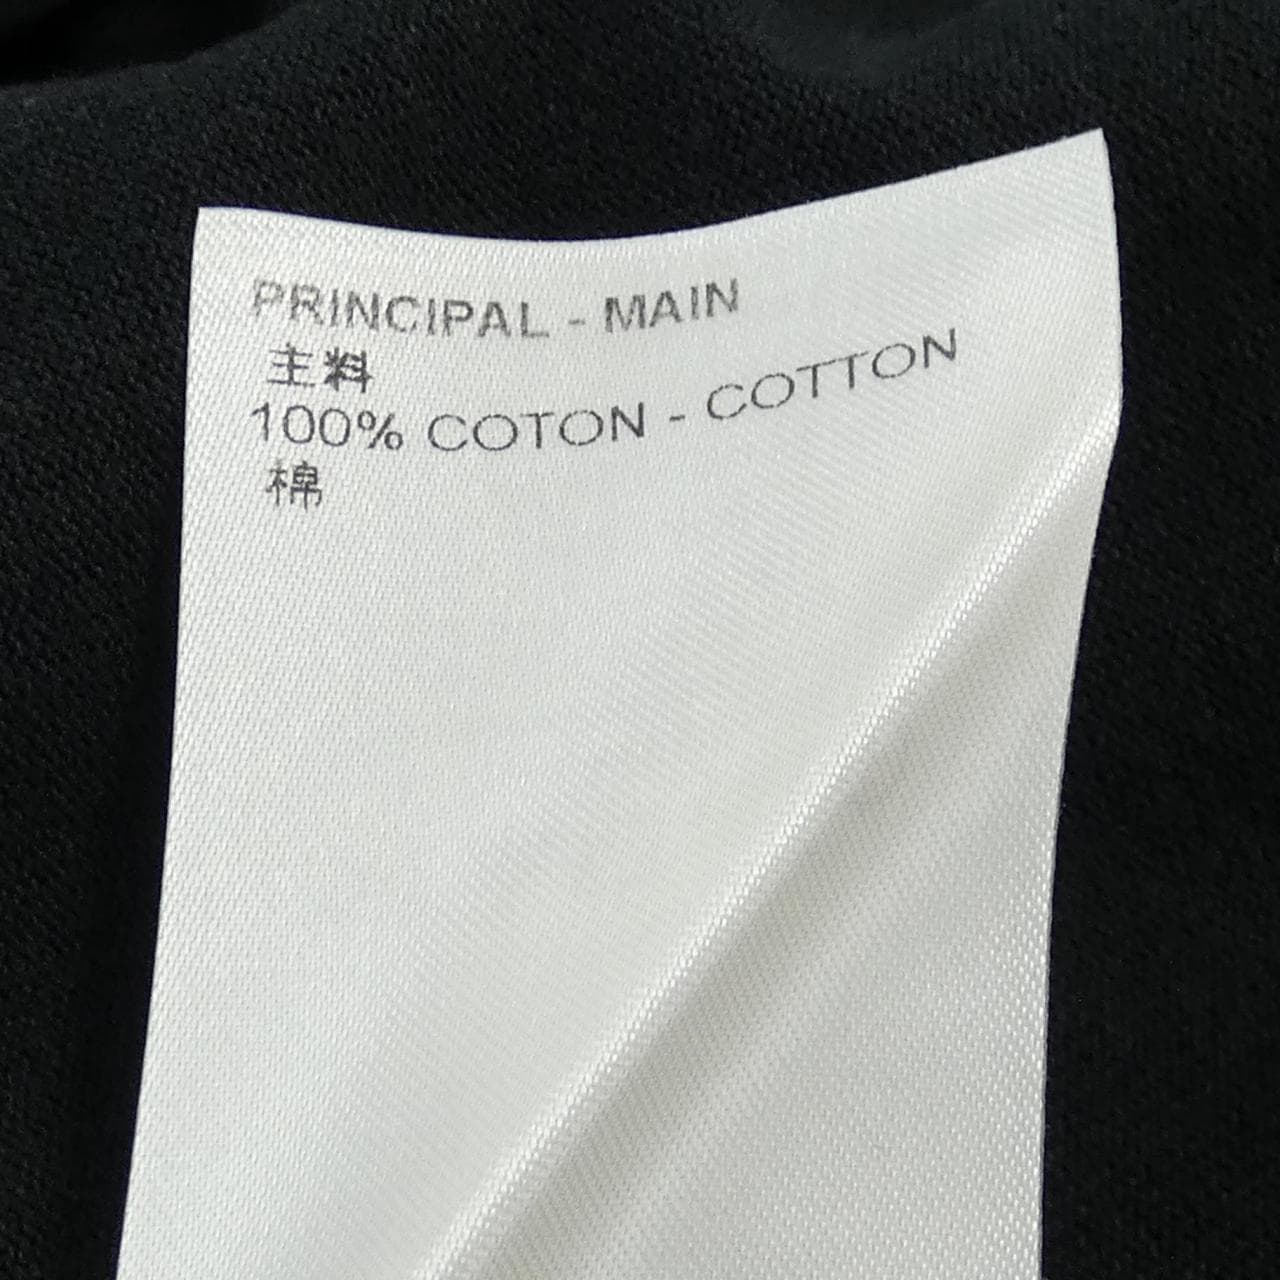 PRINCIPAL - MAIN
主料
100% COTON - COTTON
棉